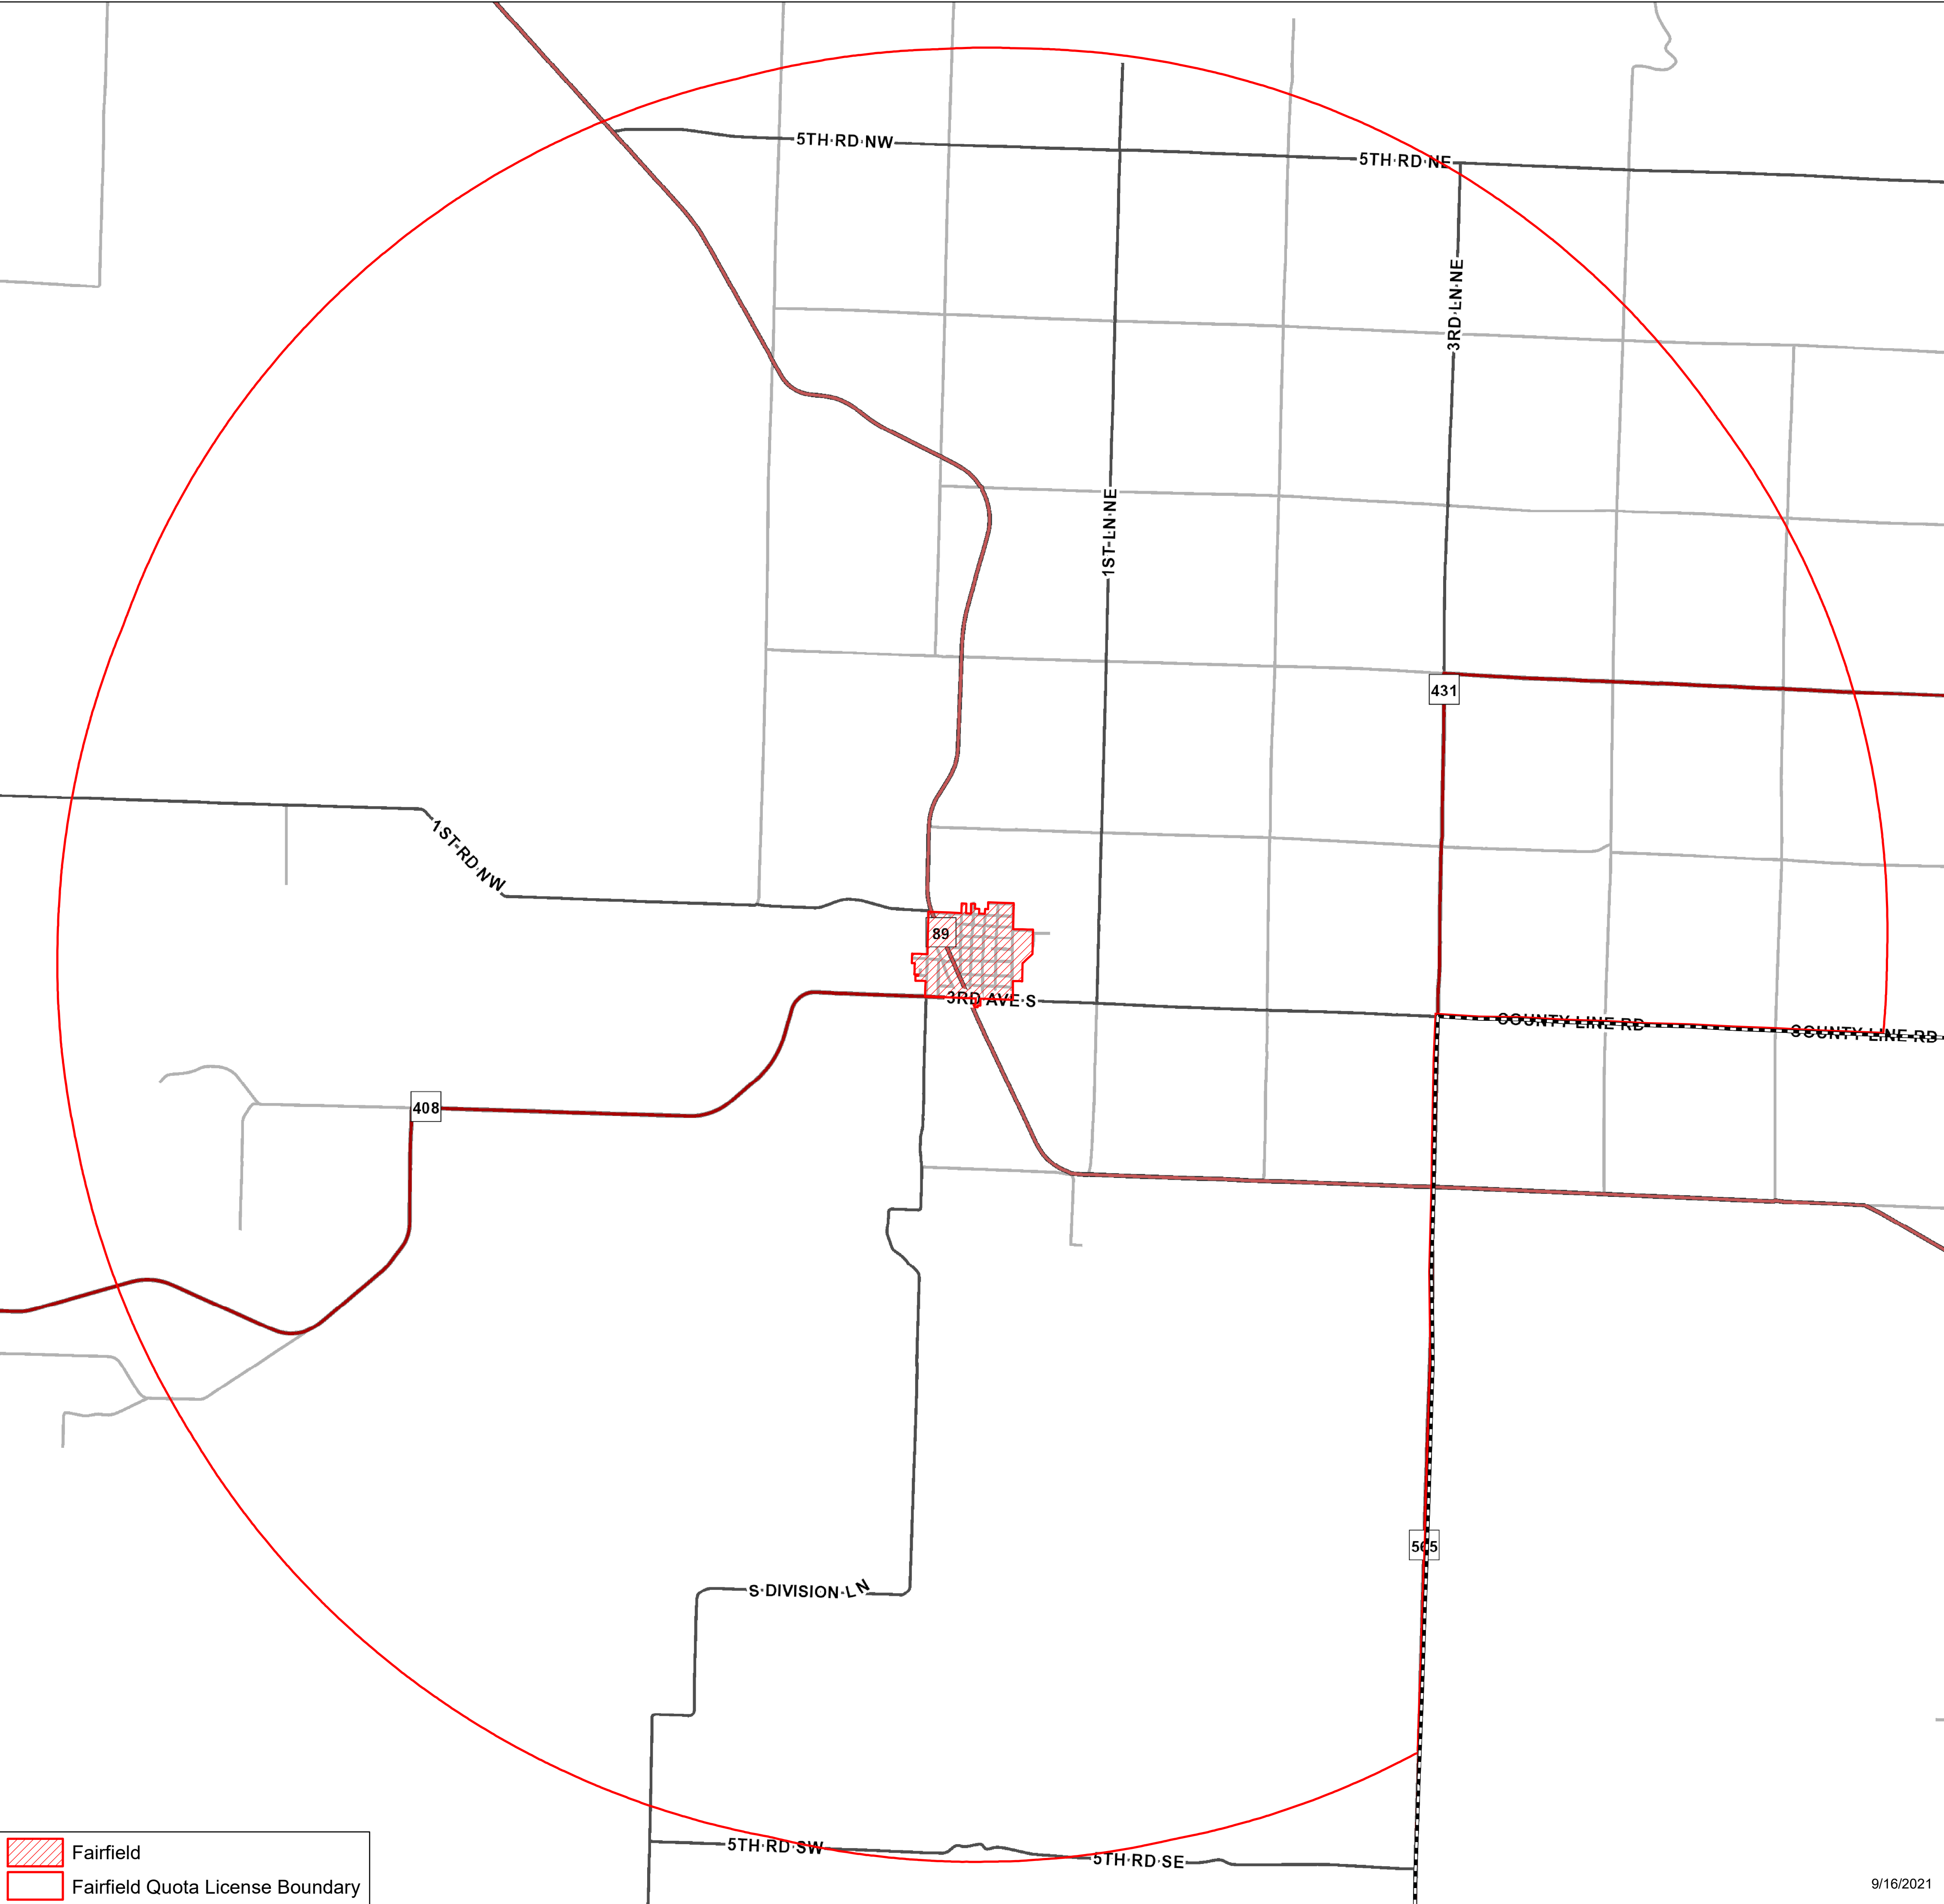 5TH RD NW
5TH RD NE
3RD LN NE
1ST LN NE
431
1ST RD NW
89
3RD AVE S
COUNTY LINE RD
COUNTY LINE RD
408
565
S DIVISION LN
5TH RD SW
5TH RD SE
Fairfield
Fairfield Quota License Boundary
9/16/2021